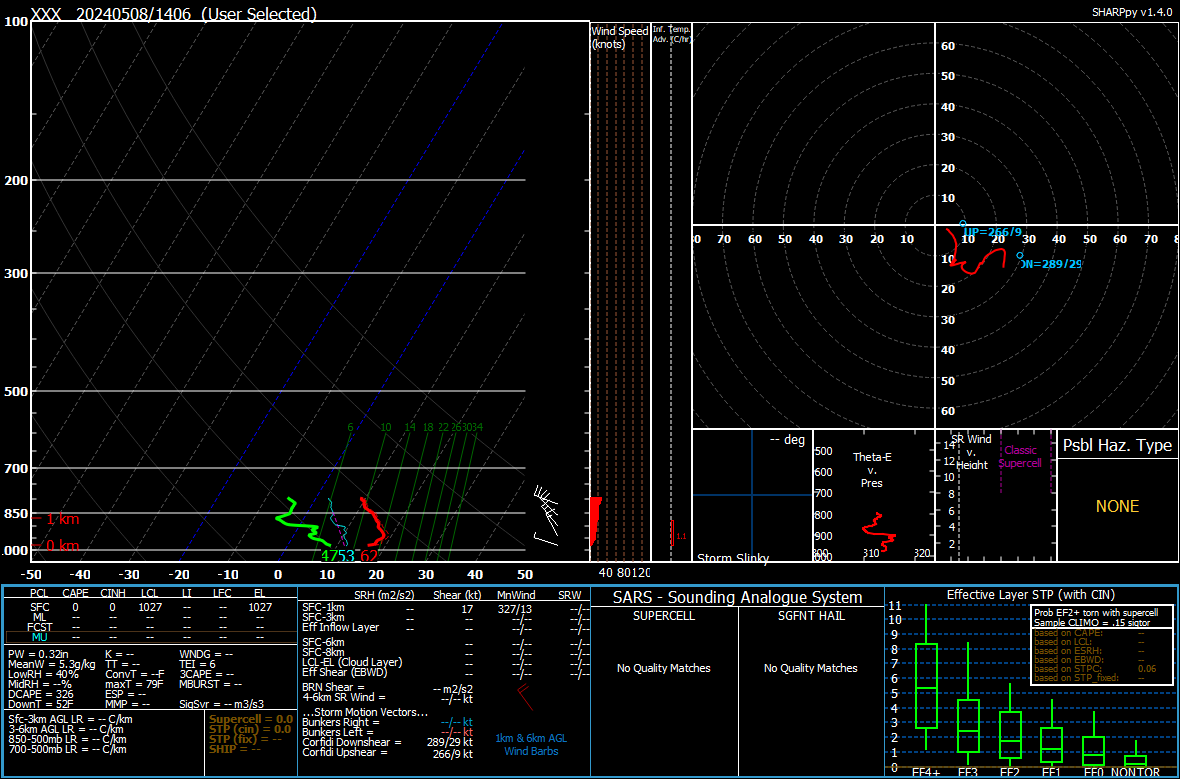 XXX 20240508/1406 (User Selected)
SHARPpy v1.4.0
100
200
300
500
700
850
1000
-50 -40 -30 -20 -10 0 10 20 30 40 50
6 10 14 18 22 26 30 34
1 km
0 km
47 53 62
Wind Speed
(knots)
40 80 120
Inf. Temp.
Adv. (C/hr)
1.1
60
50
40
30
20
10
80 70 60 50 40 30 20 10
10 20 30 40 50 60 70 8
UP=266/9
DN=289/29
10
20
30
40
50
60
-- deg
Storm Slinky
Theta-E
v.
Pres
500
600
700
800
900
300 310 320
SR Wind
v.
Height
Classic
Supercell
14
12
10
8
6
4
2
Psbl Haz. Type
NONE
PCL CAPE CINH LCL LI LFC EL
SFC 0 0 1027 -- -- 1027
ML -- -- -- -- -- --
FCST -- -- -- -- -- --
MU -- -- -- -- -- --
PW = 0.32in K = -- WNDG = --
MeanW = 5.3g/kg TT = -- TEI = 6
LowRH = 40% ConvT = --F 3CAPE = --
MidRH = --% maxT = 79F MBURST = --
DCAPE = 326 ESP = --
DownT = 52F MMP = -- SigSvr = -- m3/s3
Sfc-3km AGL LR = -- C/km
3-6km AGL LR = -- C/km
850-500mb LR = -- C/km
700-500mb LR = -- C/km
Supercell = 0.0
STP (cin) = 0.0
STP (fix) = --
SHIP = --
SRH (m2/s2) Shear (kt) MnWind SRW
SFC-1km 17 327/13 --/--
SFC-3km -- --/-- --/--
Eff Inflow Layer -- --/-- --/--
SFC-6km -- --/-- --/--
SFC-8km -- --/-- --/--
LCL-EL (Cloud Layer) -- --/-- --/--
Eff Shear (EBWD) -- --/-- --/--
BRN Shear = -- m2/s2
4-6km SR Wind = --/-- kt
...Storm Motion Vectors...
Bunkers Right = --/-- kt
Bunkers Left = --/-- kt
Corfidi Downshear = 289/29 kt
Corfidi Upshear = 266/9 kt
1km & 6km AGL
Wind Barbs
SARS - Sounding Analogue System
SUPERCELL SGFNT HAIL
No Quality Matches No Quality Matches
Effective Layer STP (with CIN)
11
10
9
8
7
6
5
4
3
2
1
0
EF4+ EF3 EF2 EF1 EF0 NONTOR
Prob EF2+ torn with supercell
Sample CLIMO = .15 sigtor
based on CAPE: --
based on LCL: --
based on ESRH: --
based on EBWD: --
based on STPC: 0.06
based on STP_fixed: --